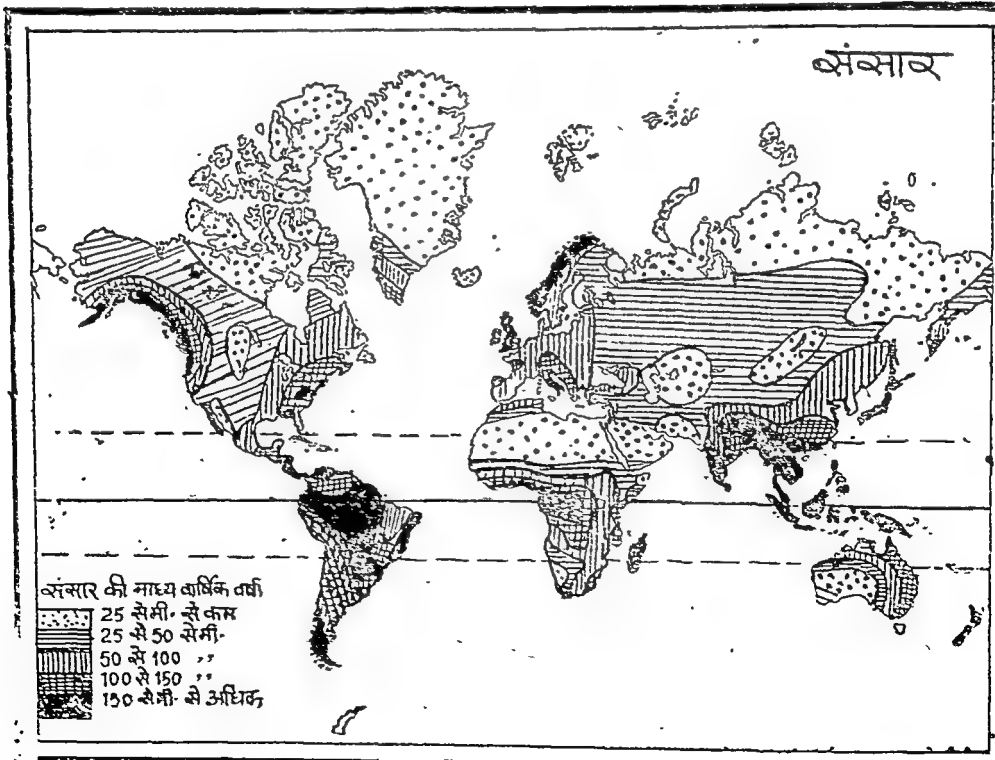 संसार
संसार की माध्य वार्षिक वर्षा
25 सेमी. से कम
25 से 50 सेमी.
50 से 100 ,,
100 से 150 ,,
150 सेमी. से अधिक